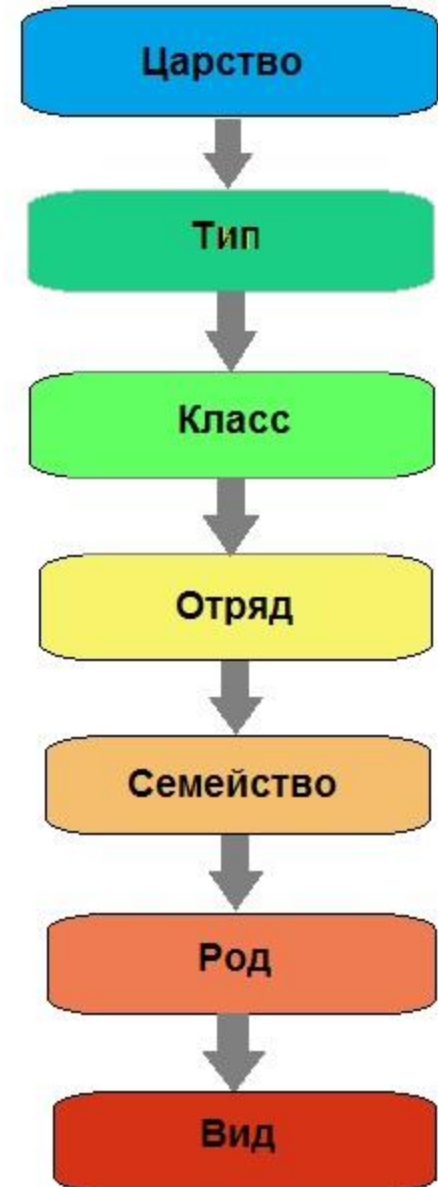 Царство
Тип
Класс
Отряд
Семейство
Род
Вид